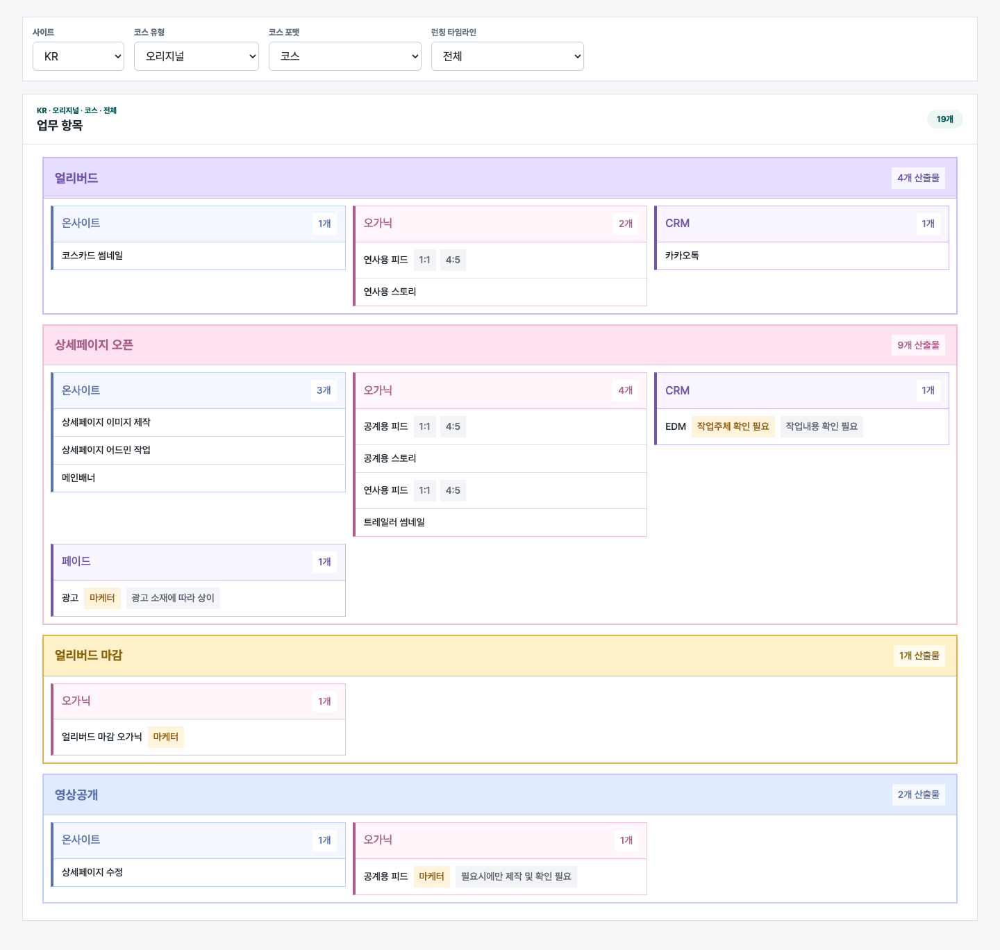 사이트 코스 유형 코스 포맷 런칭 타임라인
KR 오리지널 코스 전체
KR · 오리지널 · 코스 · 전체
업무 항목
19개
얼리버드 4개 산출물
온사이트 1개
코스카드 썸네일
오가닉 2개
연사용 피드 1:1 4:5
연사용 스토리
CRM 1개
카카오톡
상세페이지 오픈 9개 산출물
온사이트 3개
상세페이지 이미지 제작
상세페이지 어드민 작업
메인배너
오가닉 4개
공계용 피드 1:1 4:5
공계용 스토리
연사용 피드 1:1 4:5
트레일러 썸네일
CRM 1개
EDM 작업주체 확인 필요 작업내용 확인 필요
페이드 1개
광고 마케터 광고 소재에 따라 상이
얼리버드 마감 1개 산출물
오가닉 1개
얼리버드 마감 오가닉 마케터
영상공개 2개 산출물
온사이트 1개
상세페이지 수정
오가닉 1개
공계용 피드 마케터 필요시에만 제작 및 확인 필요